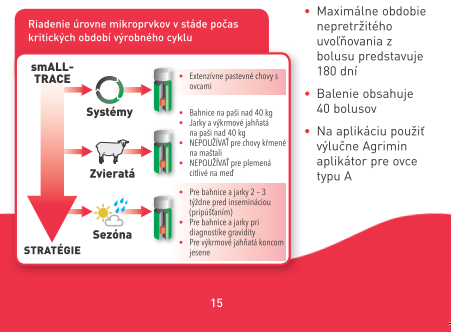 Riadenie úrovne mikroprvkov v stáde počas
kritických období výrobného cyklu
smALL-
TRACE
Systémy
• Extenzívne pastevné chovy s
ovcami
Zvieratá
• Bahnice na paši nad 40 kg
• Jarky a výkrmové jahňatá
na paši nad 40 kg
• NEPOUŽÍVAŤ pre chovy kŕmené
na maštali
• NEPOUŽÍVAŤ pre plemená
citlivé na meď
Sezóna
• Pre bahnice a jarky 2 – 3
týždne pred insemináciou
(pripúšťaním)
• Pre bahnice a jarky pri
diagnostike gravidity
• Pre výkrmové jahňatá koncom
jesene
STRATÉGIE
• Maximálne obdobie
nepretržitého
uvoľňovania z
bolusu predstavuje
180 dní
• Balenie obsahuje
40 bolusov
• Na aplikáciu použiť
výlučne Agrimin
aplikátor pre ovce
typu A
15